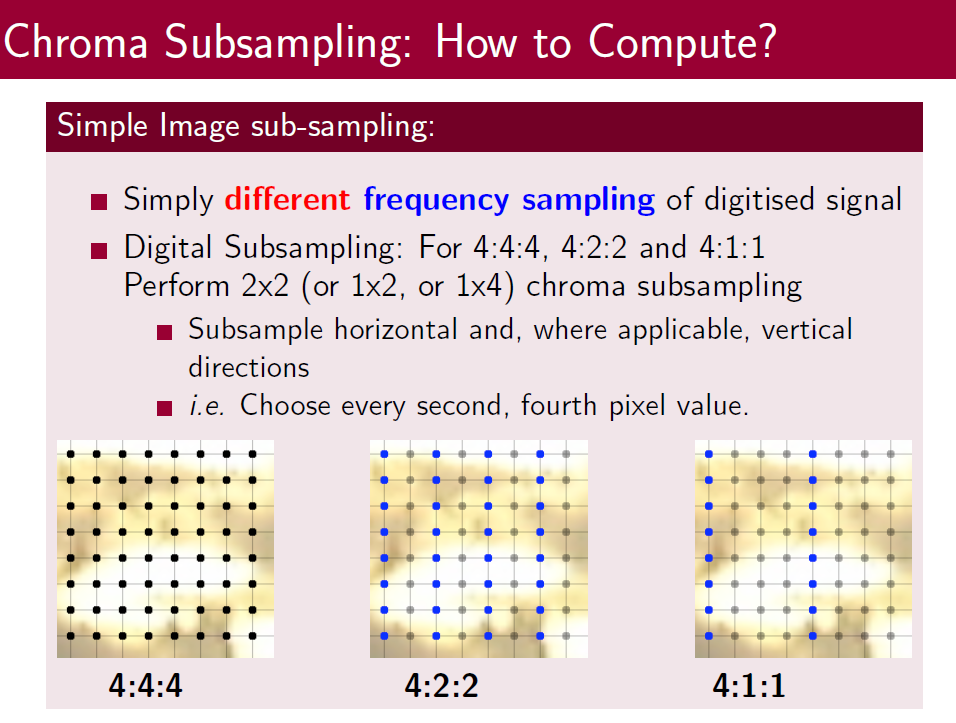 Chroma Subsampling: How to Compute?
Simple Image sub-sampling:
Simply different frequency sampling of digitised signal
Digital Subsampling: For 4:4:4, 4:2:2 and 4:1:1
Perform 2x2 (or 1x2, or 1x4) chroma subsampling
Subsample horizontal and, where applicable, vertical
directions
i.e. Choose every second, fourth pixel value.
4:4:4
4:2:2
4:1:1